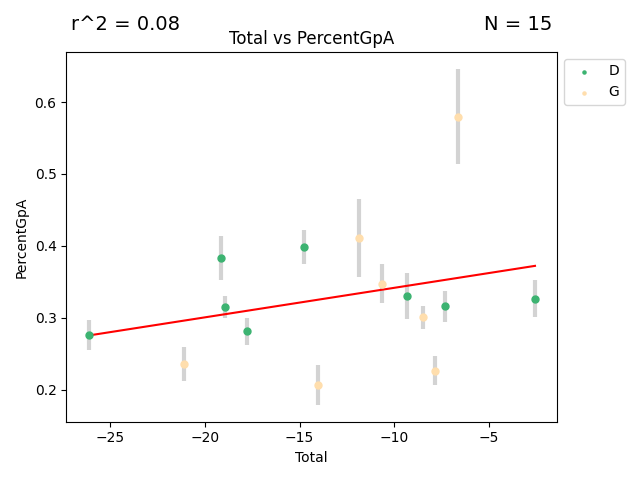 r^2 = 0.08
N = 15
Total vs PercentGpA
D
G
0.6
0.5
0.4
0.3
0.2
PercentGpA
−25
−20
−15
−10
−5
Total